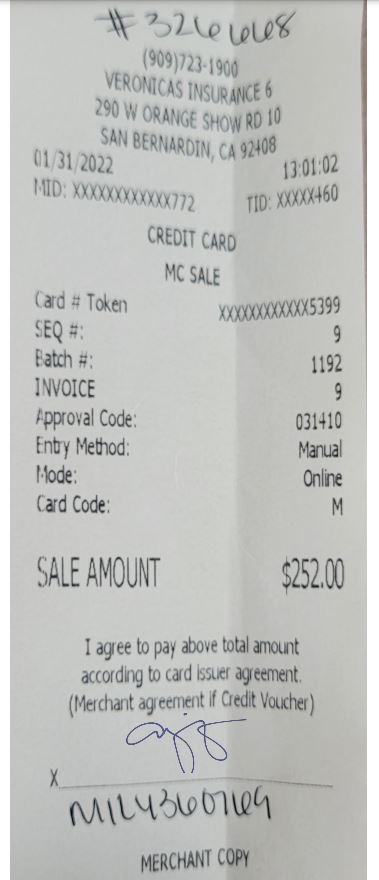 #326668
(909)723-1900
VERONICAS INSURANCE 6
290 W ORANGE SHOW RD 10
SAN BERNARDIN, CA 92408
01/31/2022 13:01:02
MID: XXXXXXXXXXXX772 TID: XXXXX460
CREDIT CARD
MC SALE
Card # Token XXXXXXXXXXXX5399
SEQ #: 9
Batch #: 1192
INVOICE 9
Approval Code: 031410
Entry Method: Manual
Mode: Online
Card Code: M
SALE AMOUNT $252.00
I agree to pay above total amount
according to card issuer agreement.
(Merchant agreement if Credit Voucher)
X
MIL4360769
MERCHANT COPY